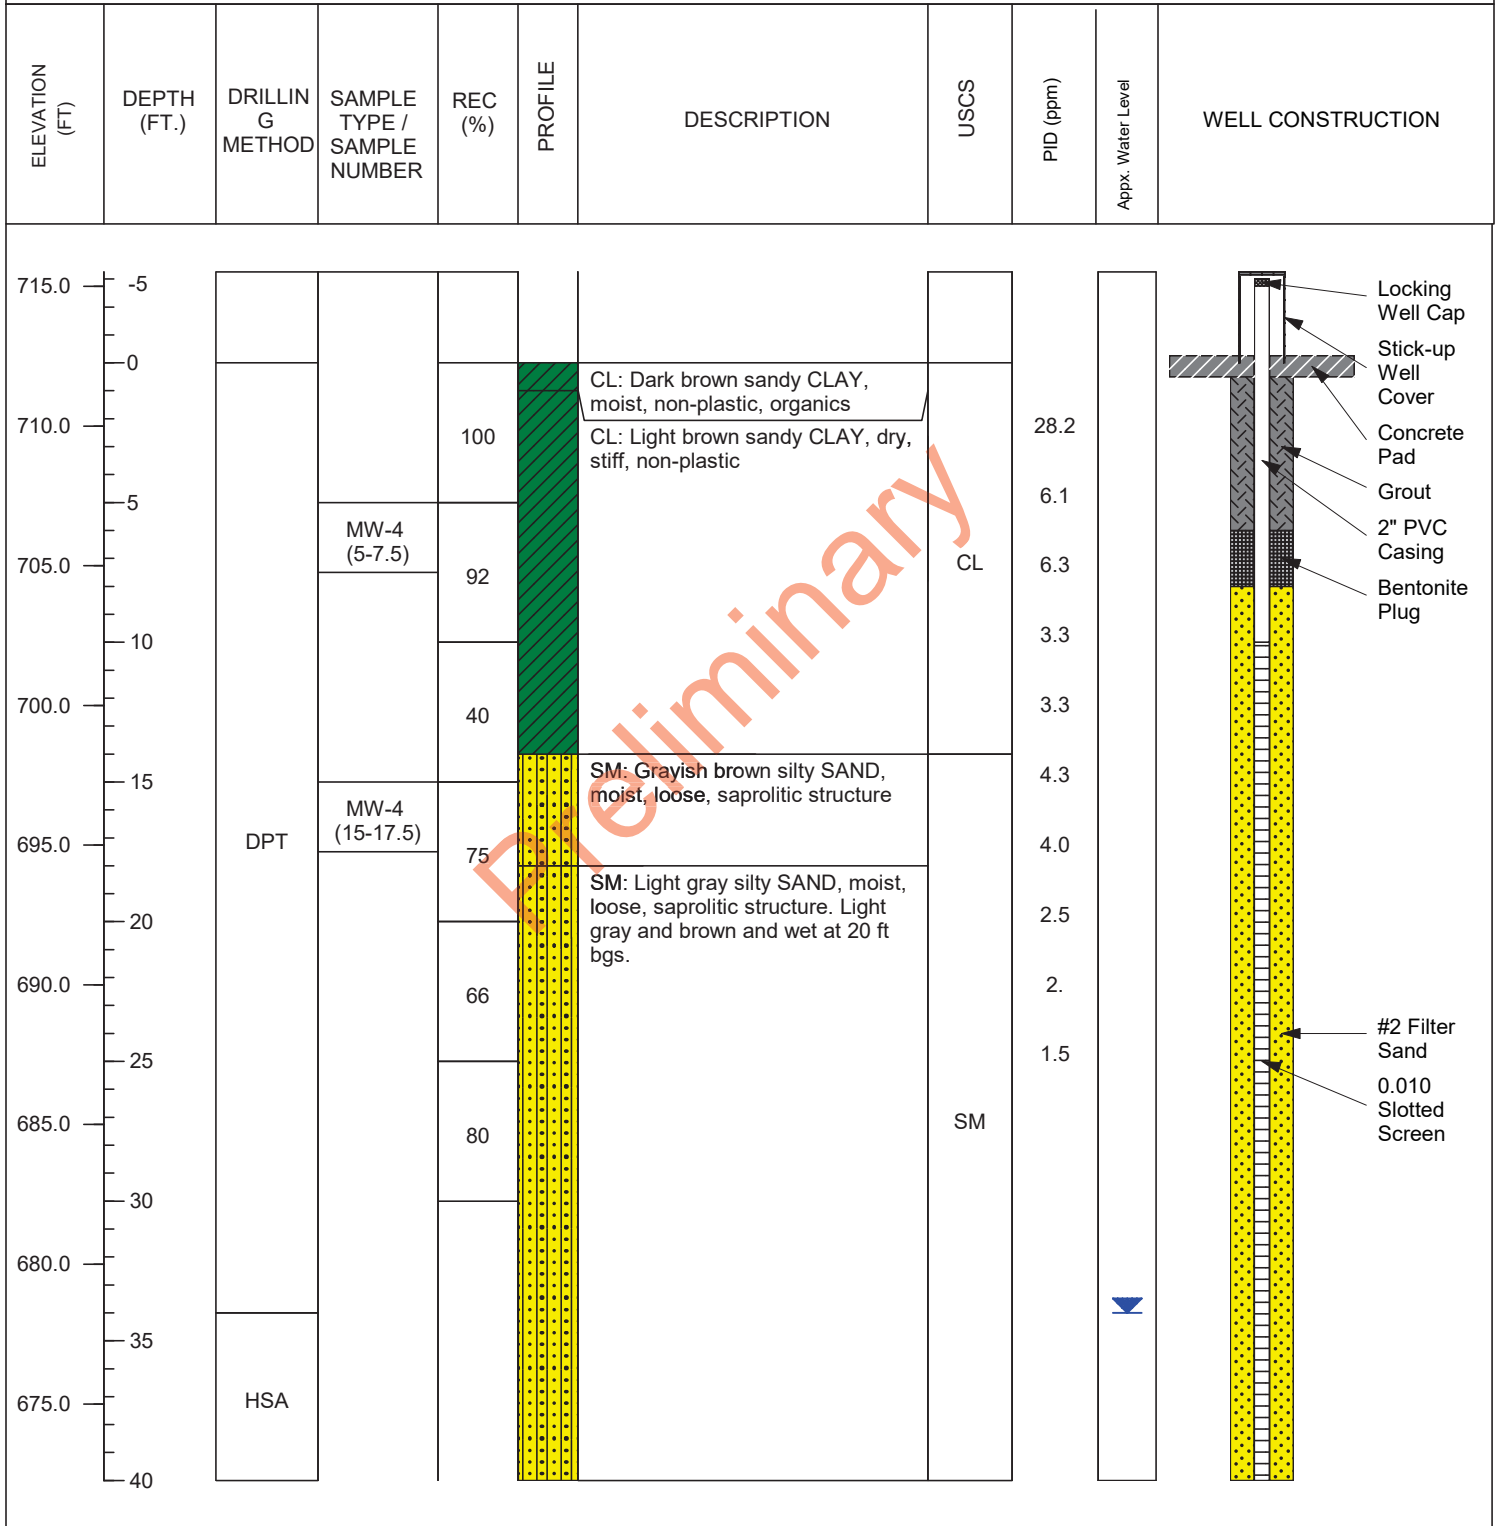 ELEVATION
(FT)
DEPTH
(FT.)
DRILLIN
G
METHOD
SAMPLE
TYPE /
SAMPLE
NUMBER
REC
(%)
PROFILE
DESCRIPTION
USCS
PID (ppm)
Appx. Water Level
WELL CONSTRUCTION
715.0
710.0
705.0
700.0
695.0
690.0
685.0
680.0
675.0
-5
0
5
10
15
20
25
30
35
40
DPT
HSA
MW-4
(5-7.5)
MW-4
(15-17.5)
100
92
40
75
66
80
CL: Dark brown sandy CLAY,
moist, non-plastic, organics
CL: Light brown sandy CLAY, dry,
stiff, non-plastic
SM: Grayish brown silty SAND,
moist, loose, saprolitic structure
SM: Light gray silty SAND, moist,
loose, saprolitic structure. Light
gray and brown and wet at 20 ft
bgs.
CL
SM
28.2
6.1
6.3
3.3
3.3
4.3
4.0
2.5
2.
1.5
Locking
Well Cap
Stick-up
Well
Cover
Concrete
Pad
Grout
2" PVC
Casing
Bentonite
Plug
#2 Filter
Sand
0.010
Slotted
Screen
Preliminary